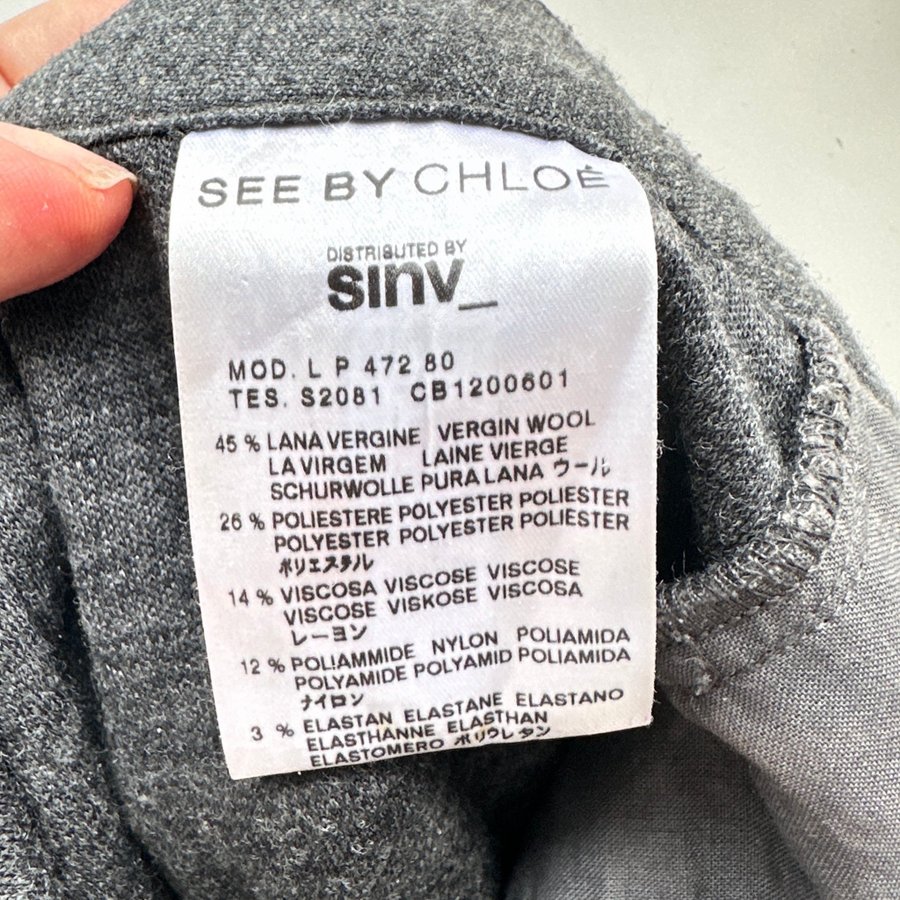 SEE BY CHLOÉ
DISTRIBUTED BY
sinv_
MOD. L P 472 80
TES. S2081 CB1200601
45 % LANA VERGINE VERGIN WOOL
LA VIRGEM LAINE VIERGE
SCHURWOLLE PURA LANA ウール
26 % POLIESTERE POLYESTER POLIESTER
POLYESTER POLYESTER POLIESTER
ポリエステル
14 % VISCOSA VISCOSE VISCOSE
VISCOSE VISKOSE VISCOSA
レーヨン
12 % POLIAMMIDE NYLON POLIAMIDA
POLYAMIDE POLYAMID POLIAMIDA
ナイロン
3 % ELASTAN ELASTANE ELASTANO
ELASTHANNE ELASTHAN
ELASTOMERO ポリウレタン